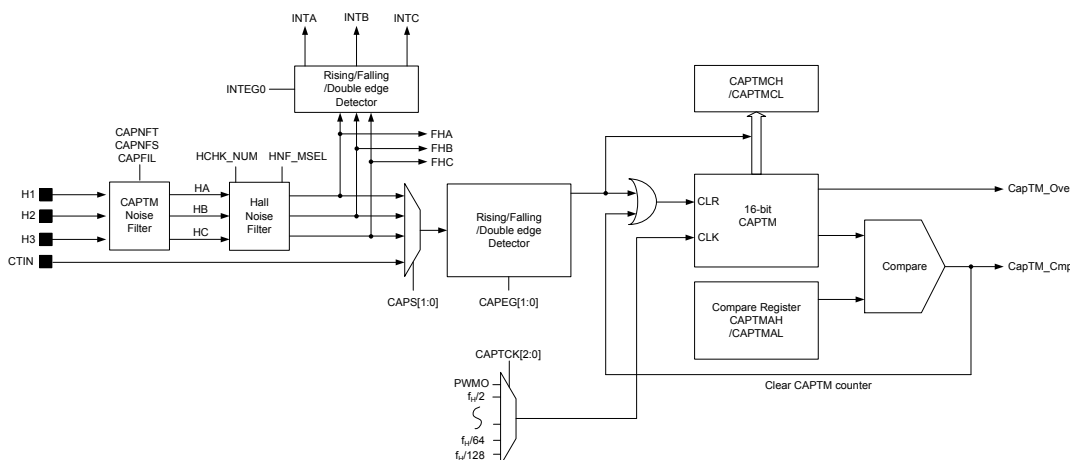 INTA
INTB
INTC
INTEG0
Rising/Falling
/Double edge
Detector
CAPTMCH
/CAPTMCL
CAPNFT
CAPNFS
CAPFIL
HCHK_NUM
HNF_MSEL
FHA
FHB
FHC
H1
H2
H3
CTIN
CAPTM
Noise
Filter
HA
HB
HC
Hall
Noise
Filter
Rising/Falling
/Double edge
Detector
CAPS[1:0]
CAPEG[1:0]
CLR
CLK
16-bit
CAPTM
CapTM_Over
Compare
CapTM_Cmp
Compare Register
CAPTMAH
/CAPTMAL
Clear CAPTM counter
CAPTCK[2:0]
PWMO
fH/2
fH/64
fH/128